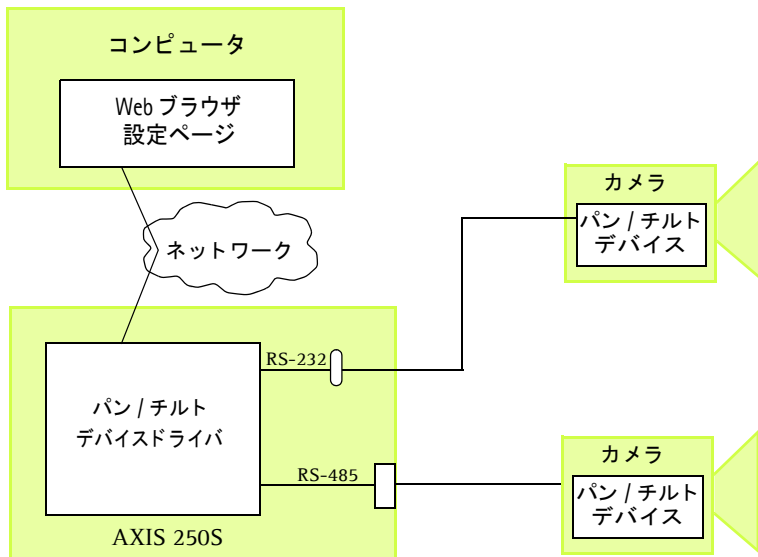 コンピュータ
Web ブラウザ
設定ページ
ネットワーク
カメラ
パン / チルト
デバイス
RS-232
パン / チルト
デバイスドライバ
RS-485
AXIS 250S
カメラ
パン / チルト
デバイス